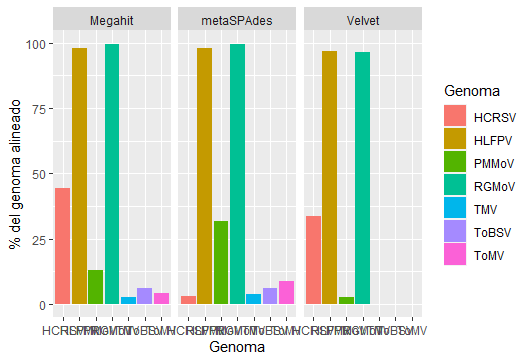 Megahit metaSPAdes Velvet
100
75
50
25
0
% del genoma alineado
Genoma
Genoma
HCRSV
HLFPV
PMMoV
RGMoV
TMV
ToBSV
ToMV